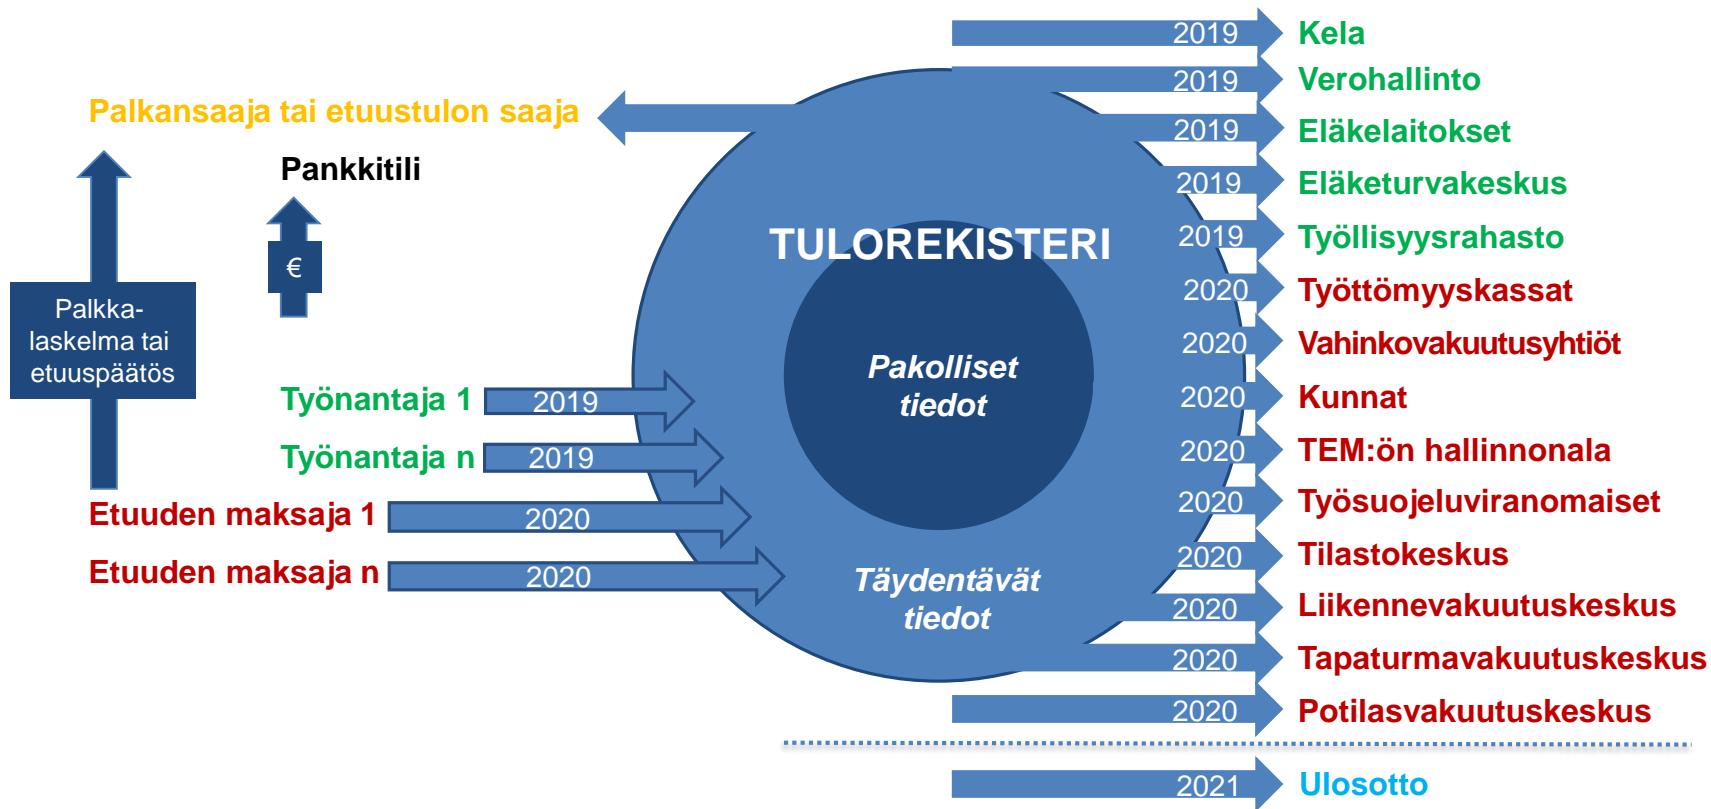 Palkansaaja tai etuustulon saaja
Pankkitili
€
Palkka-
laskelma tai
etuuspäätös
Työnantaja 1
2019
Työnantaja n
2019
Etuuden maksaja 1
2020
Etuuden maksaja n
2020
TULOREKISTERI
Pakolliset
tiedot
Täydentävät
tiedot
2019 Kela
2019 Verohallinto
2019 Eläkelaitokset
2019 Eläketurvakeskus
2019 Työllisyysrahasto
2020 Työttömyyskassat
2020 Vahinkovakuutusyhtiöt
2020 Kunnat
2020 TEM:ön hallinnonala
2020 Työsuojeluviranomaiset
2020 Tilastokeskus
2020 Liikennevakuutuskeskus
2020 Tapaturmavakuutuskeskus
2020 Potilasvakuutuskeskus
2021 Ulosotto